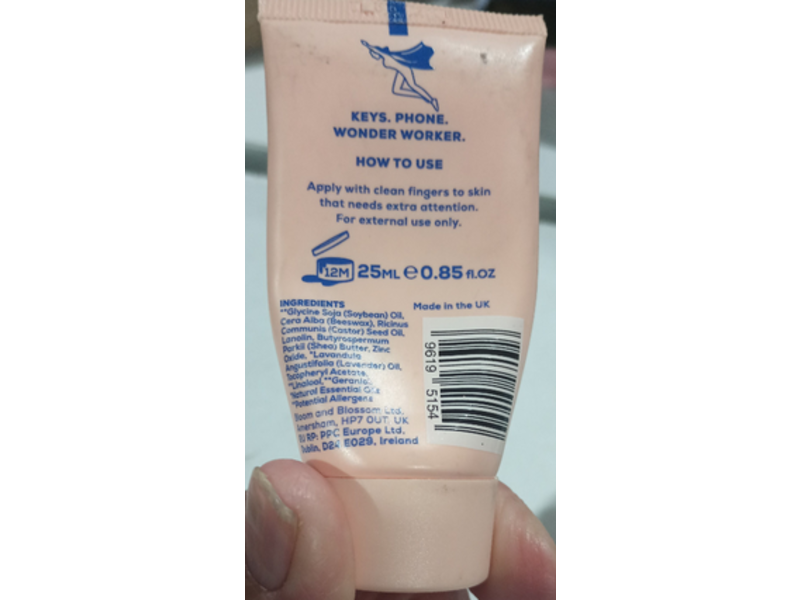 KEYS. PHONE.
WONDER WORKER.
HOW TO USE
Apply with clean fingers to skin
that needs extra attention.
For external use only.
12M 25ML e 0.85 fl.oz
INGREDIENTS
**Glycine Soja (Soybean) Oil,
Cera Alba (Beeswax), Ricinus
Communis (Castor) Seed Oil,
Lanolin, Butyrospermum
Parkii (Shea) Butter, Zinc
Oxide, *Lavandula
Angustifolia (Lavender) Oil,
Tocopheryl Acetate,
*Linalool, **Geraniol,
*Natural Essential Oils
*Potential Allergens
Made in the UK
9619 5154
Bloom and Blossom Ltd.
Amersham, HP7 0UT. UK
EU RP: PPC Europe Ltd.
Dublin, D24 E029, Ireland